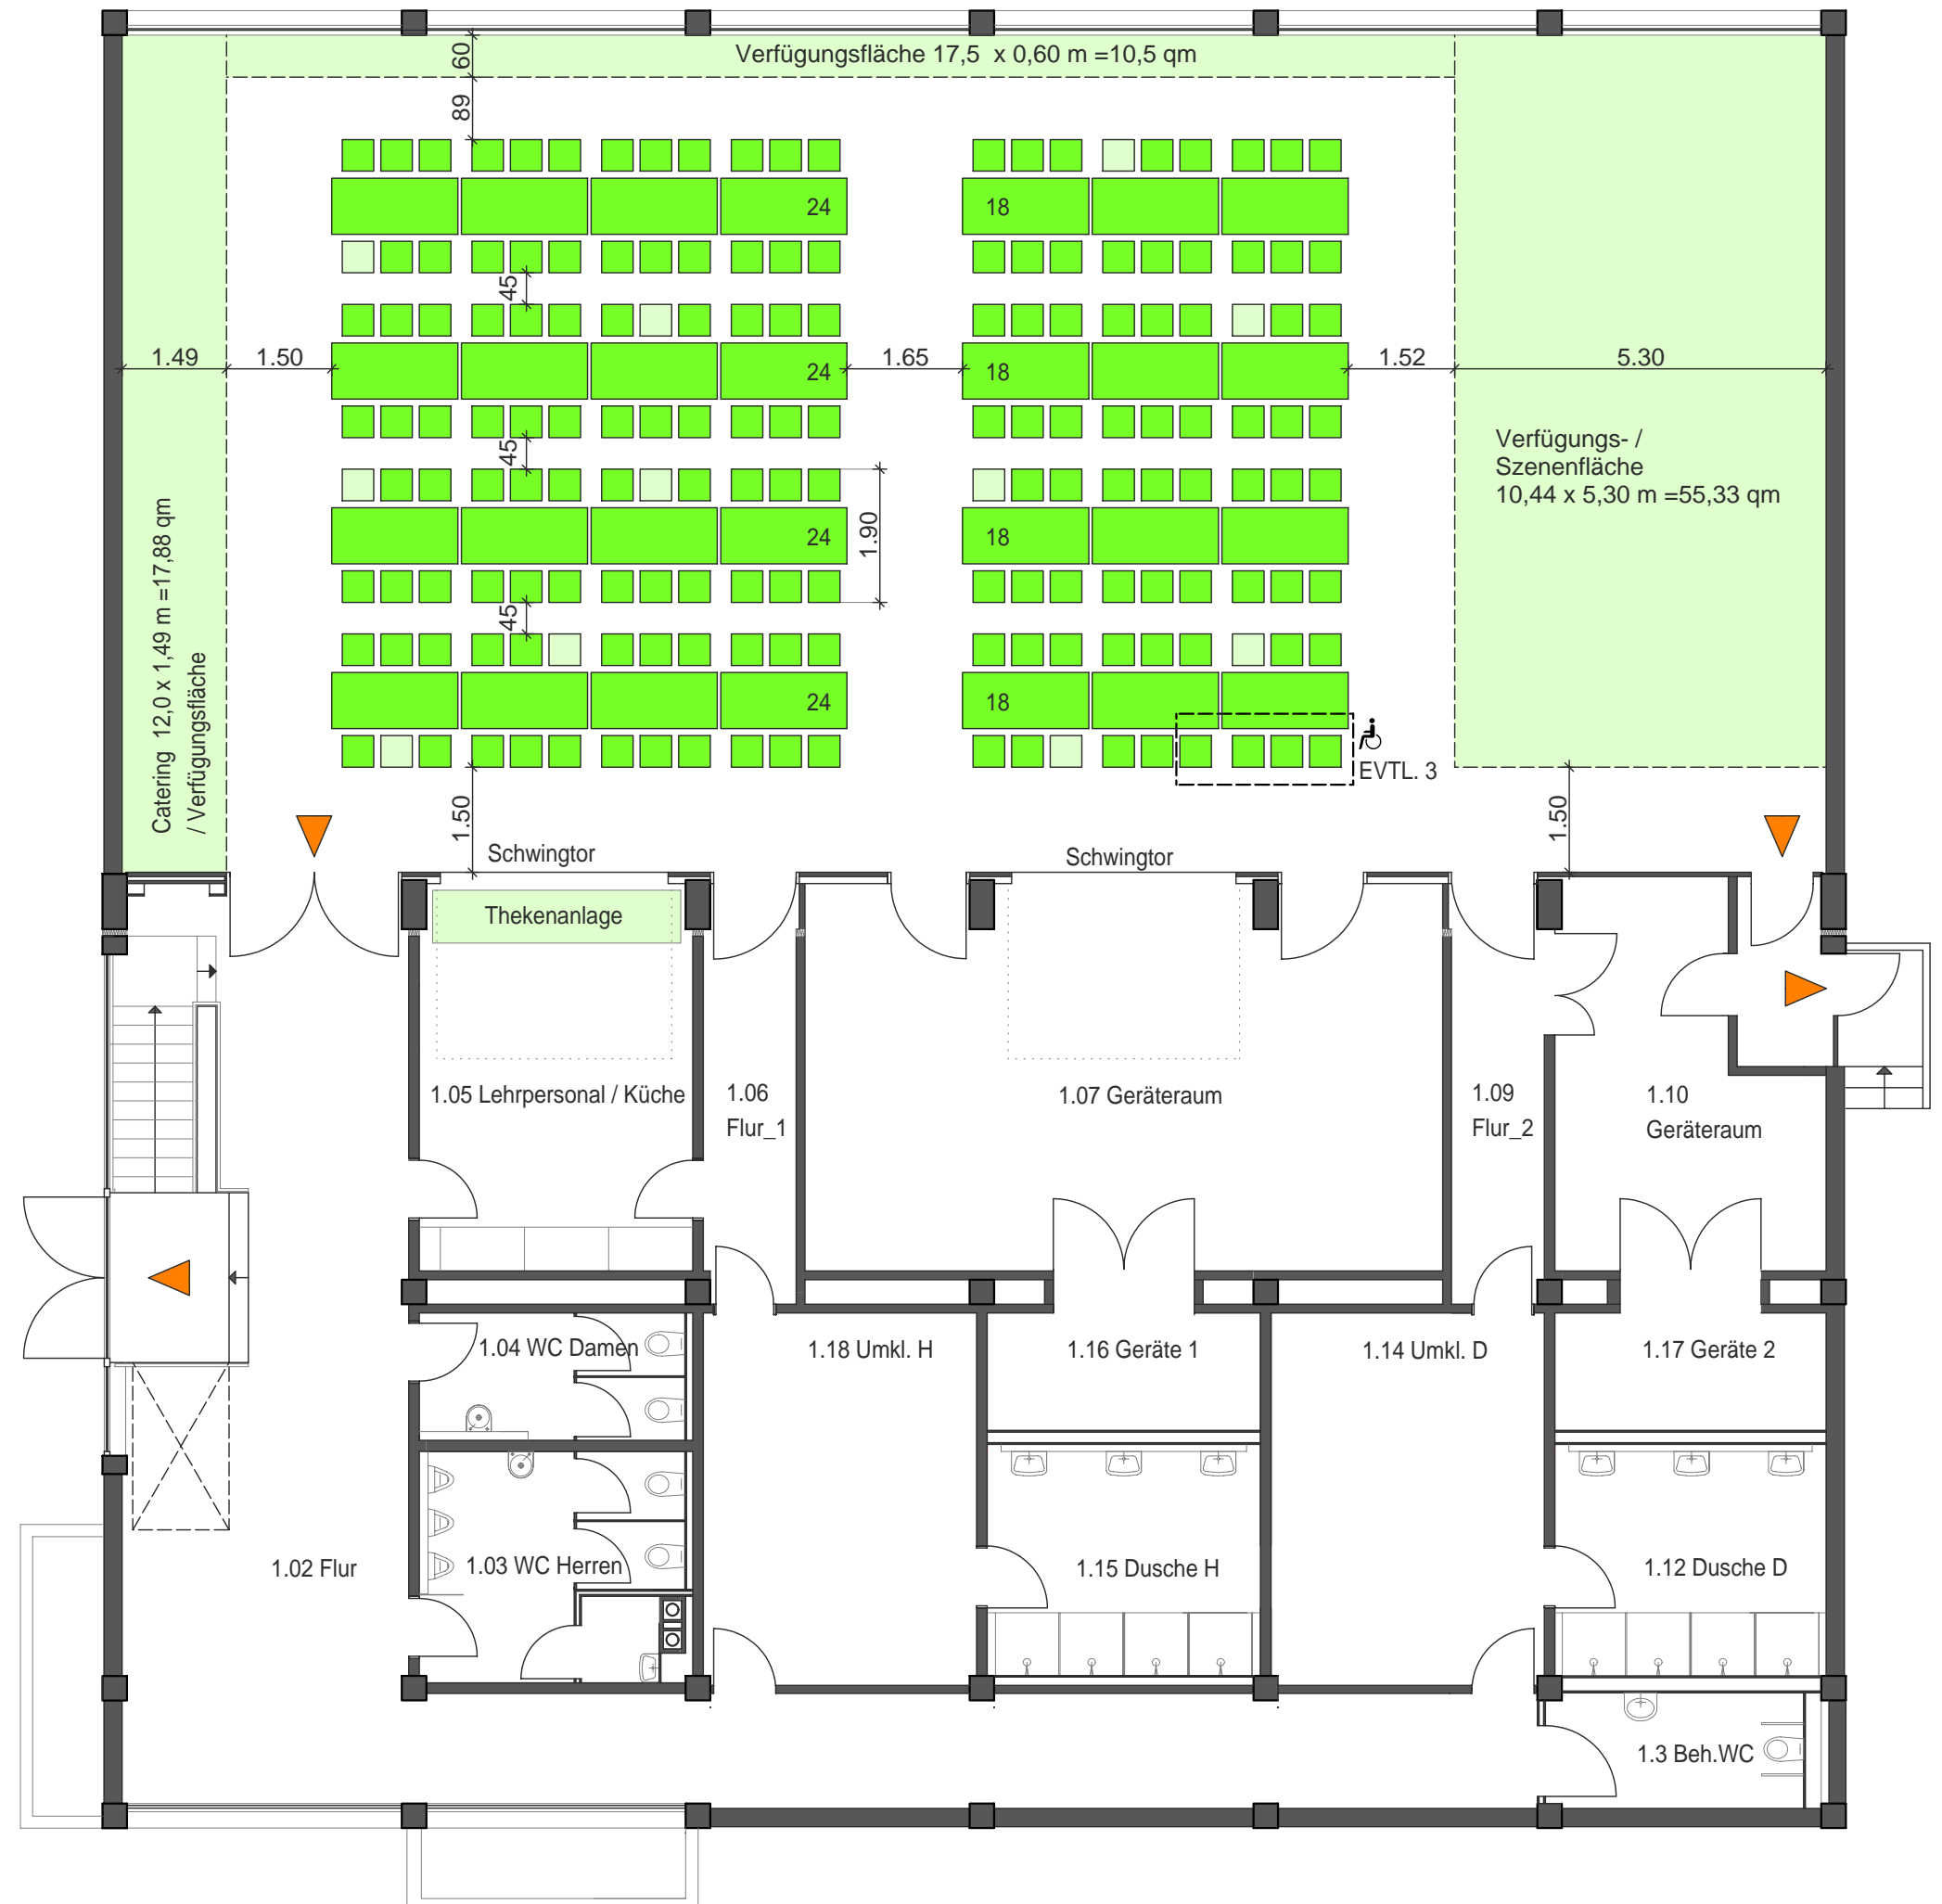 Verfügungsfläche 17,5 x 0,60 m =10,5 qm
60
89
24
18
45
1.49
1.50
24
1.65
18
1.52
5.30
45
Verfügungs- /
Szenenfläche
10,44 x 5,30 m =55,33 qm
24
1.90
18
45
Catering 12,0 x 1,49 m =17,88 qm
/ Verfügungsfläche
24
18
EVTL. 3
1.50
1.50
Schwingtor
Schwingtor
Thekenanlage
1.05 Lehrpersonal / Küche
1.06
Flur_1
1.07 Geräteraum
1.09
Flur_2
1.10
Geräteraum
1.04 WC Damen
1.18 Umkl. H
1.16 Geräte 1
1.14 Umkl. D
1.17 Geräte 2
1.02 Flur
1.03 WC Herren
1.15 Dusche H
1.12 Dusche D
1.3 Beh.WC